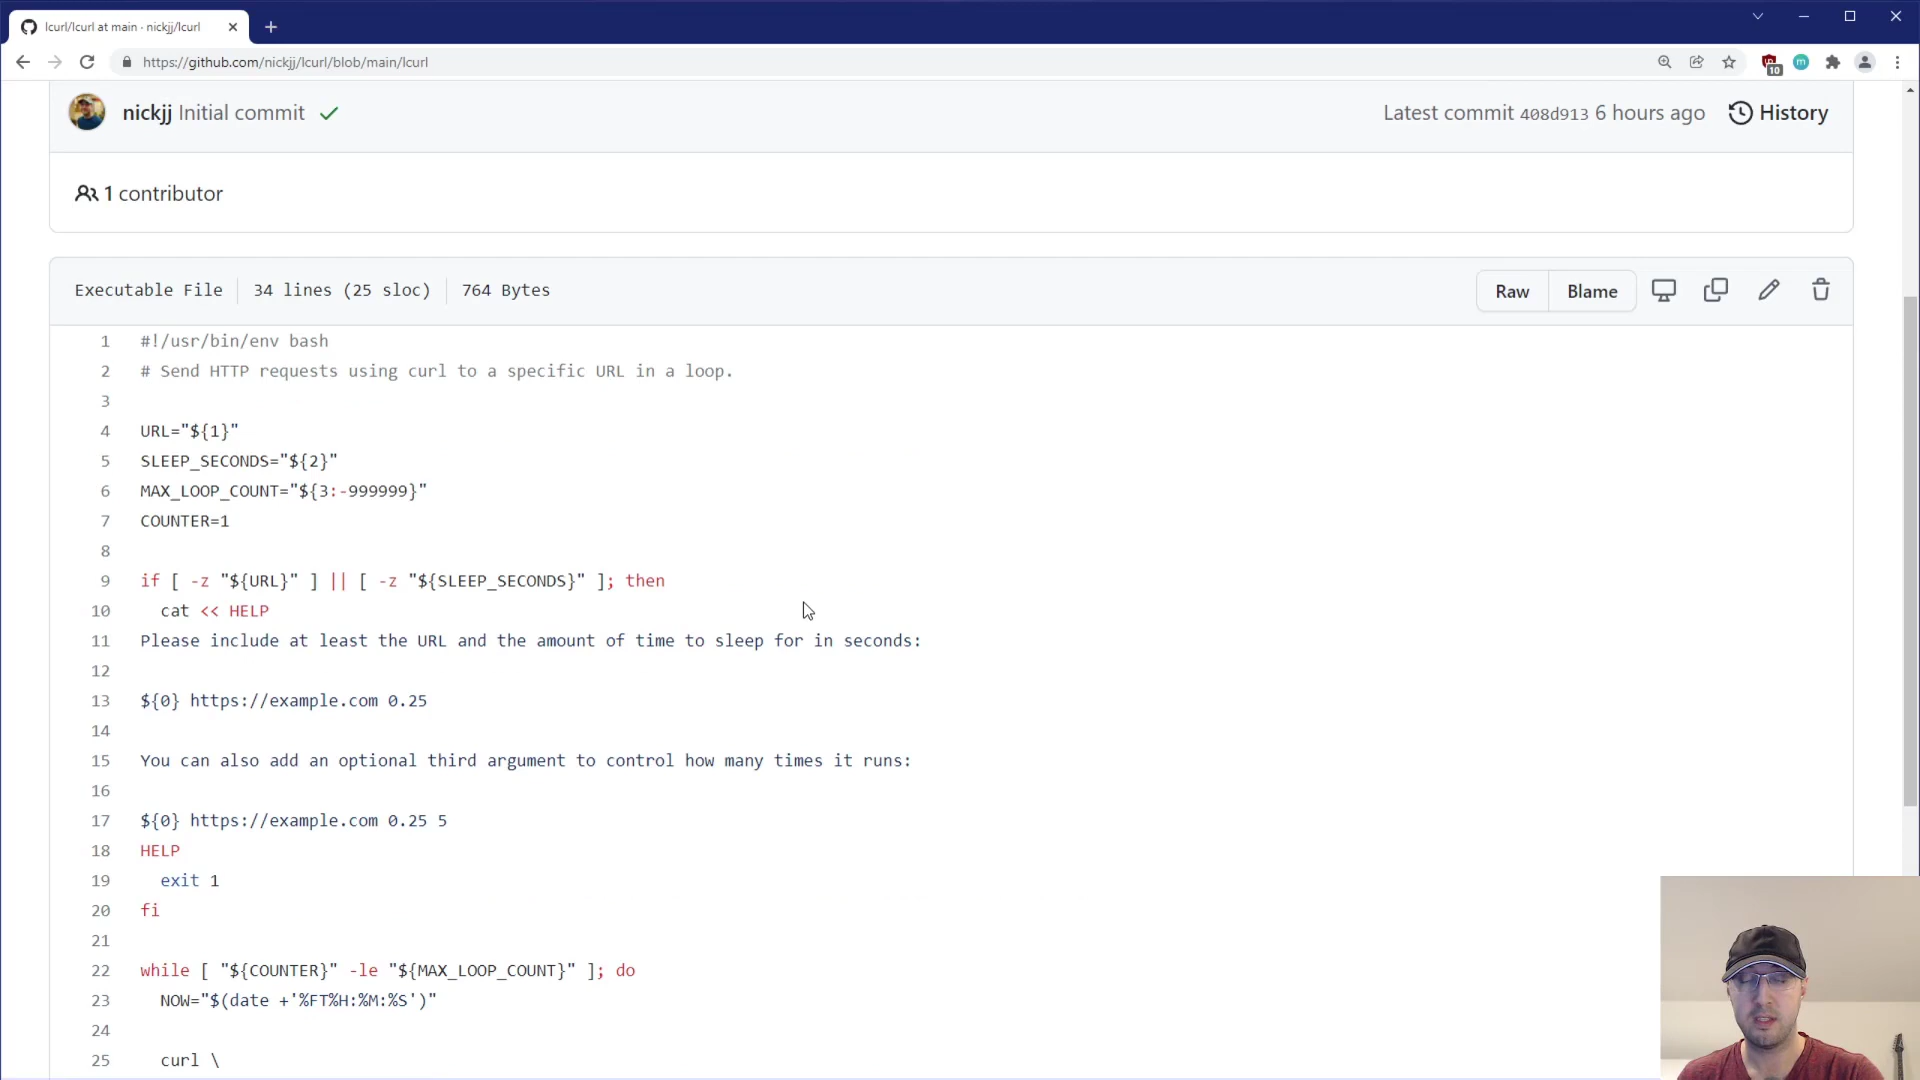 lcurl/lcurl at main · nickjj/lcurl
https://github.com/nickjj/lcurl/blob/main/lcurl
10
m
nickjj Initial commit
Latest commit 408d913 6 hours ago
History
1 contributor
Executable File
34 lines (25 sloc)
764 Bytes
Raw
Blame
1 #!/usr/bin/env bash
2 # Send HTTP requests using curl to a specific URL in a loop.
3
4 URL="${1}"
5 SLEEP_SECONDS="${2}"
6 MAX_LOOP_COUNT="${3:-999999}"
7 COUNTER=1
8
9 if [ -z "${URL}" ] || [ -z "${SLEEP_SECONDS}" ]; then
10 cat << HELP
11 Please include at least the URL and the amount of time to sleep for in seconds:
12
13 ${0} https://example.com 0.25
14
15 You can also add an optional third argument to control how many times it runs:
16
17 ${0} https://example.com 0.25 5
18 HELP
19 exit 1
20 fi
21
22 while [ "${COUNTER}" -le "${MAX_LOOP_COUNT}" ]; do
23 NOW="$(date +'%FT%H:%M:%S')"
24
25 curl \